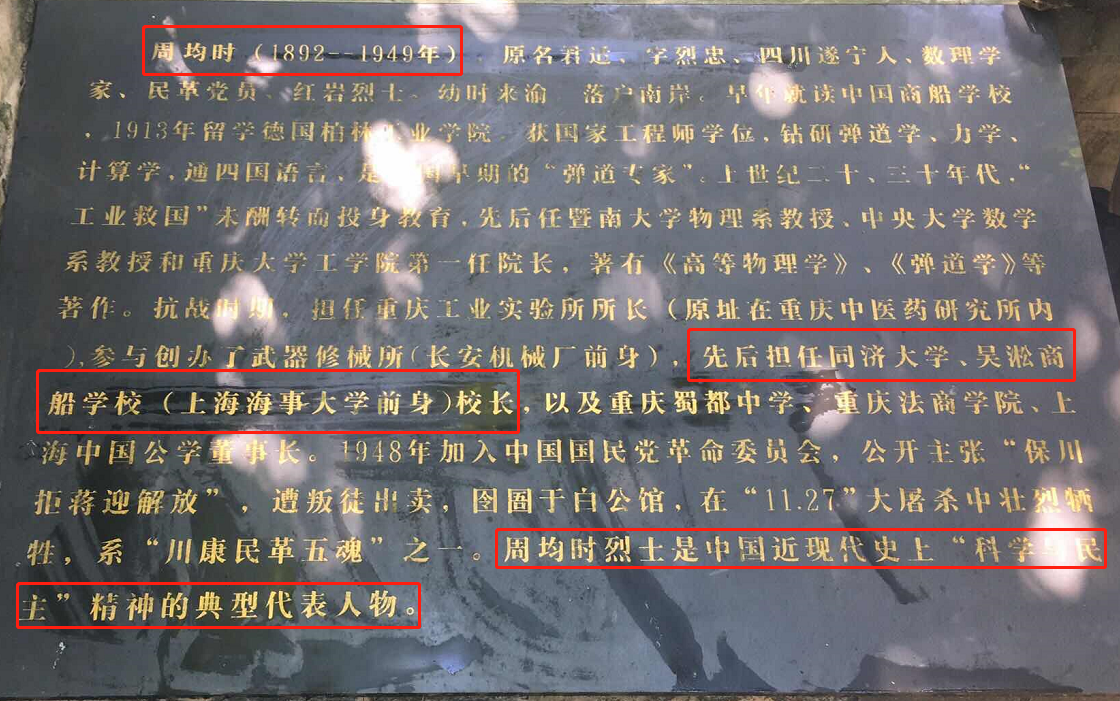 周均时（1892--1949年）原名君适、字烈忠、四川遂宁人、数理学
家、民革党员、红岩烈士。幼时来渝 落户南岸。早年就读中国商船学校
，1913年留学德国柏林工业学院 获国家工程师学位，钻研弹道学、力学、
计算学，通四国语言，是 国早期的“弹道专家”。上世纪二十、三十年代，“
工业救国”未酬转而投身教育，先后任暨南大学物理系教授、中央大学数学
系教授和重庆大学工学院第一任院长，著有《高等物理学》、《弹道学》等
著作。抗战时期，担任重庆工业实验所所长（原址在重庆中医药研究所内
），参与创办了武器修械所（长安机械厂前身），先后担任同济大学、吴淞商
船学校（上海海事大学前身）校长，以及重庆蜀都中学、重庆法商学院、上
海中国公学董事长。1948年加入中国国民党革命委员会，公开主张“保川
拒蒋迎解放”，遭叛徒出卖，囹圄于白公馆，在“11.27”大屠杀中壮烈牺
牲，系“川康民革五魂”之一。周均时烈士是中国近现代史上“科学与民
主”精神的典型代表人物。